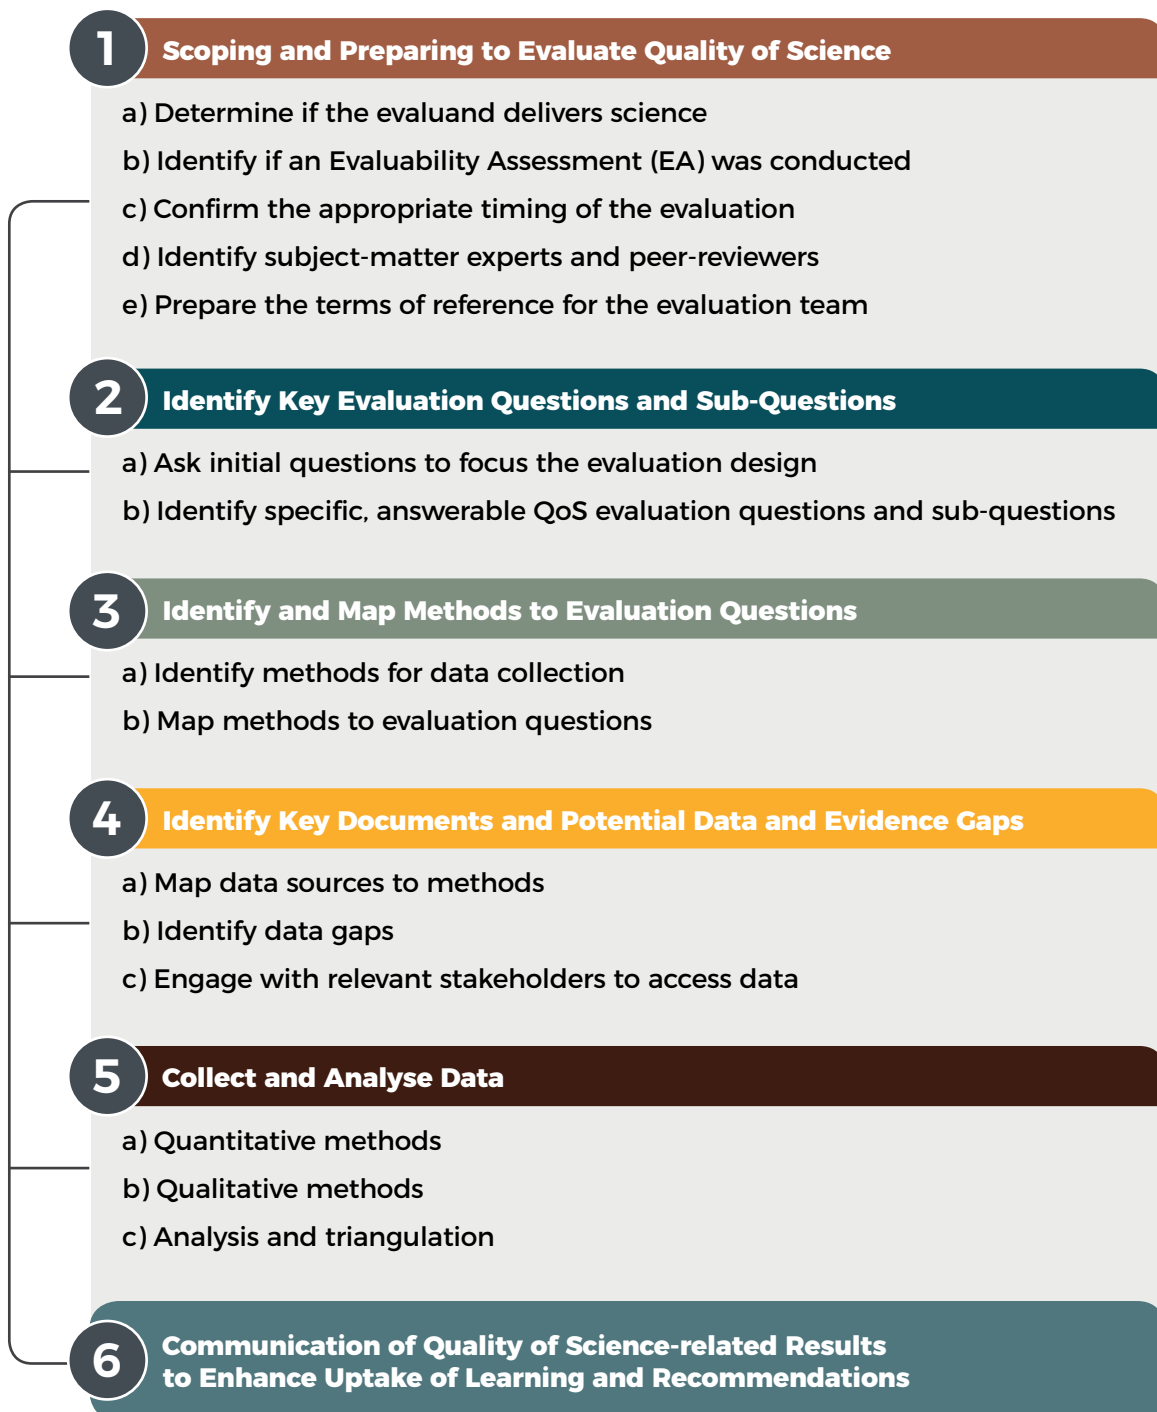 1 Scoping and Preparing to Evaluate Quality of Science
a) Determine if the evaluand delivers science
b) Identify if an Evaluability Assessment (EA) was conducted
c) Confirm the appropriate timing of the evaluation
d) Identify subject-matter experts and peer-reviewers
e) Prepare the terms of reference for the evaluation team
2 Identify Key Evaluation Questions and Sub-Questions
a) Ask initial questions to focus the evaluation design
b) Identify specific, answerable QoS evaluation questions and sub-questions
3 Identify and Map Methods to Evaluation Questions
a) Identify methods for data collection
b) Map methods to evaluation questions
4 Identify Key Documents and Potential Data and Evidence Gaps
a) Map data sources to methods
b) Identify data gaps
c) Engage with relevant stakeholders to access data
5 Collect and Analyse Data
a) Quantitative methods
b) Qualitative methods
c) Analysis and triangulation
6 Communication of Quality of Science-related Results
to Enhance Uptake of Learning and Recommendations